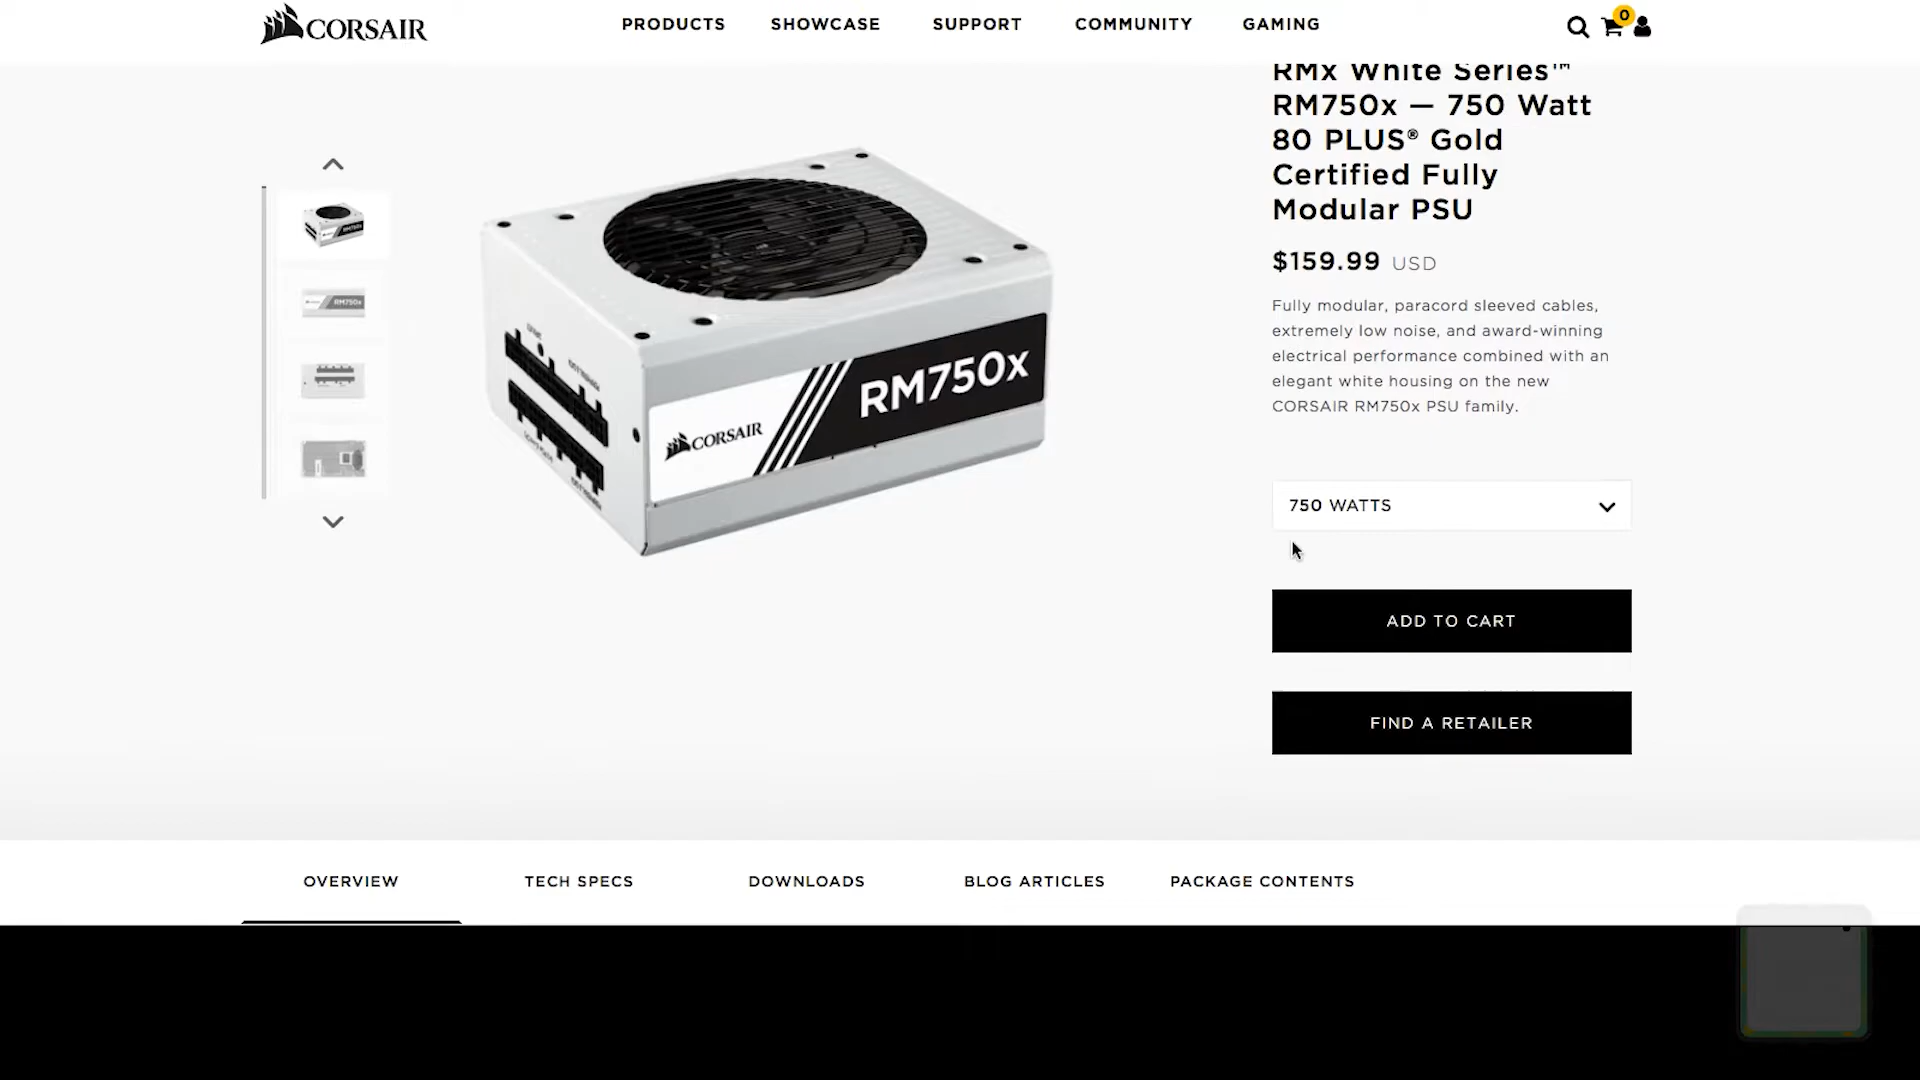 CORSAIR
PRODUCTS
SHOWCASE
SUPPORT
COMMUNITY
GAMING
0
RMx White Series™
RM750x — 750 Watt
80 PLUS® Gold
Certified Fully
Modular PSU
$159.99 USD
Fully modular, paracord sleeved cables,
extremely low noise, and award-winning
electrical performance combined with an
elegant white housing on the new
CORSAIR RM750x PSU family.
RM750x
RM750x
CORSAIR
RM750x
750 WATTS
ADD TO CART
FIND A RETAILER
OVERVIEW
TECH SPECS
DOWNLOADS
BLOG ARTICLES
PACKAGE CONTENTS